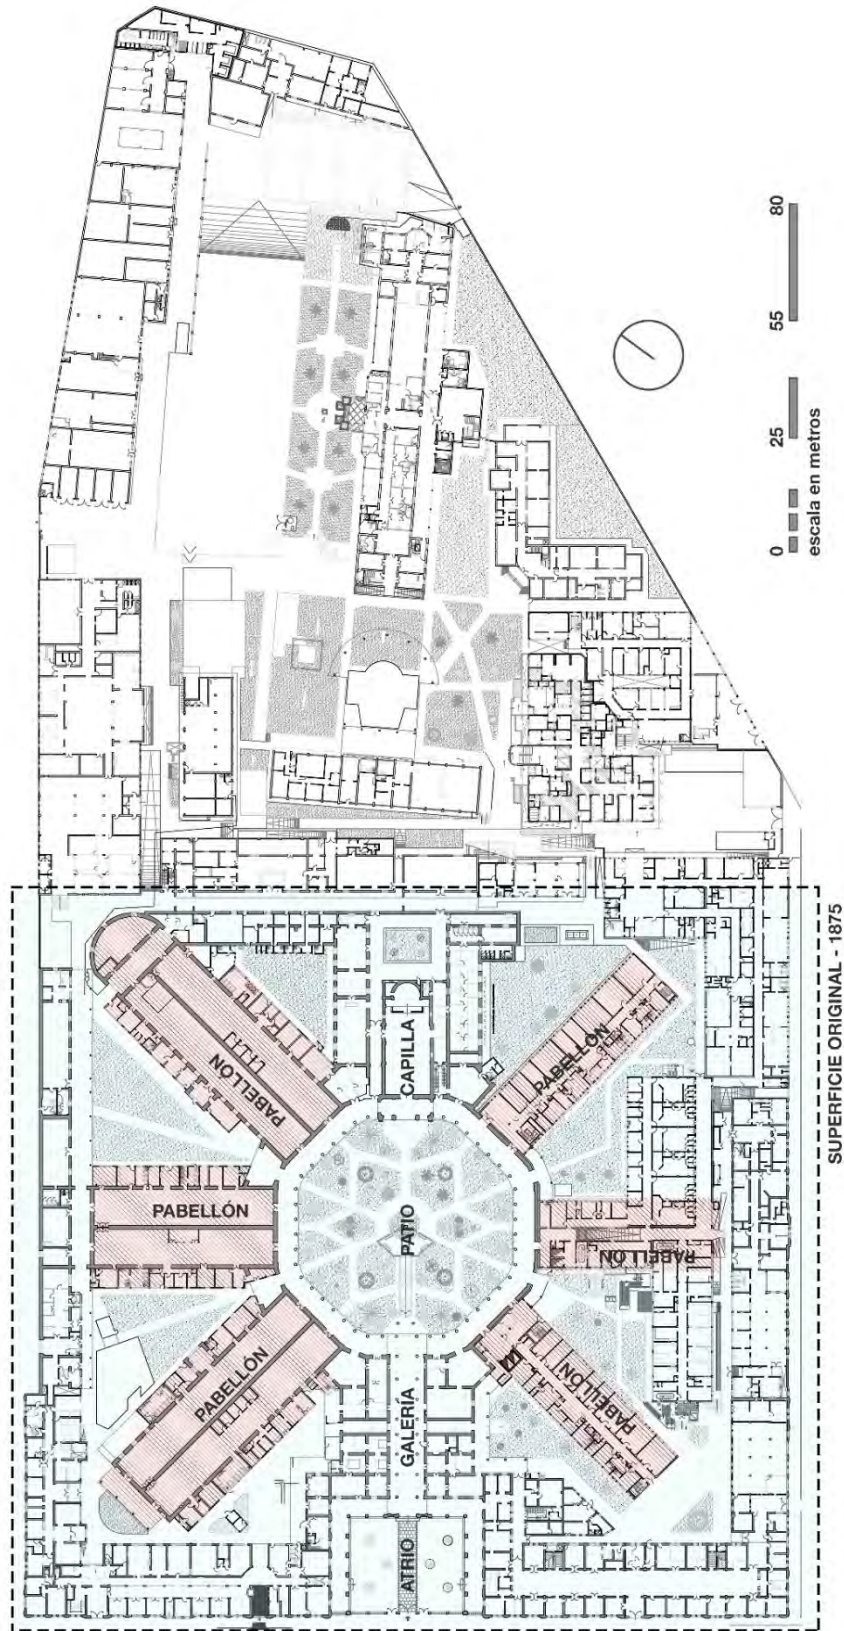 80
55
25
0
escala en metros
SUPERFICIE ORIGINAL - 1875
PABELLÓN
CAPILLA
PABELLÓN
PABELLÓN
PATIO
PABELLÓN
PABELLÓN
GALERÍA
PABELLÓN
ATRIO